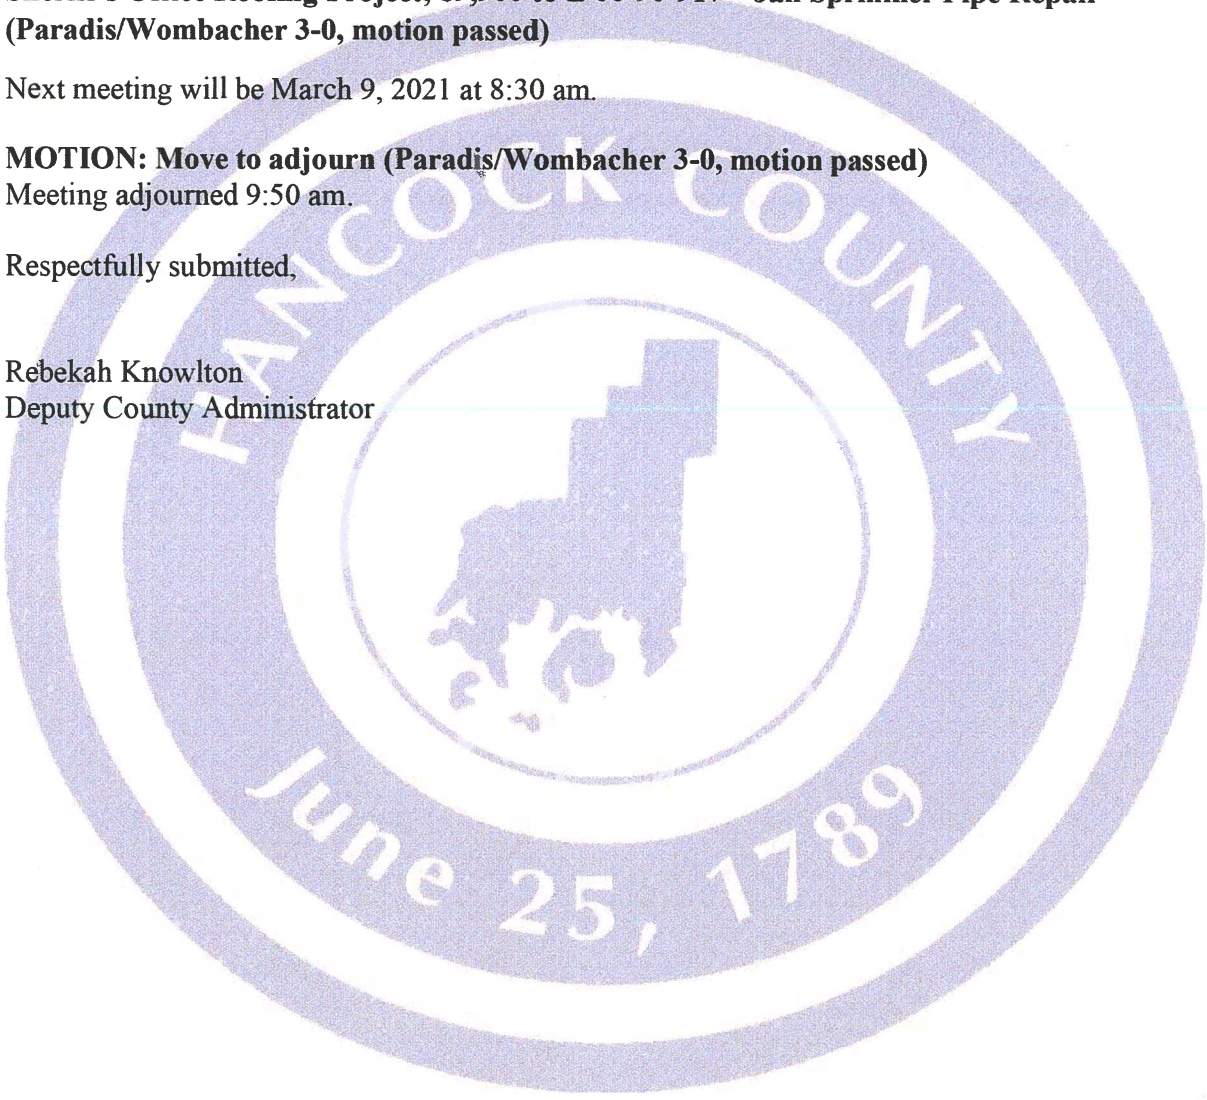 (Paradis/Wombacher 3-0, motion passed)
Next meeting will be March 9, 2021 at 8:30 am.
MOTION: Move to adjourn (Paradis/Wombacher 3-0, motion passed)
Meeting adjourned 9:50 am.
Respectfully submitted,
Rebekah Knowlton
Deputy County Administrator
HANCOCK COUNTY
June 25, 1789